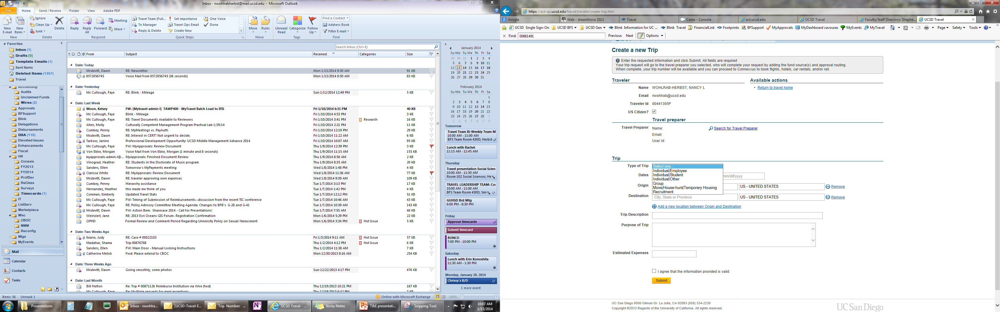 Inbox - nwohlrabherbst@mail.ucsd.edu - Microsoft Outlook
File Home Send / Receive Folder View Adobe PDF
New E-mail
New Items
Ignore
Clean Up
Junk
Delete
Reply
Reply All
Forward
Meeting
More
Travel Team (Full...
To Manager
Reply & Delete
Set importance
Travel Ops Email
Create New
One Voice
Done
Move
Rules
Unread/ Read
Categorize
Follow Up
Find a Contact
Address Book
Filter E-mail
New Delete Respond Quick Steps Move Tags Find
Favorites
Inbox (1)
Drafts [9]
Template Emails (1)
Sent Items
Deleted Items (1357)
Travel
Accounting
Audits
Unclaimed Funds
Wires (2)
Approvals
BFSupport
Blink
Delegations
Disbursements
DSA (110)
Elevated Issues
Enhancements
Fiscal
HR
Conexis
FY2013
FY2014
ProfDev
ReClass
Surveys
Timecards (1)
IT
ListServ
Marketplace
Misc
CBOC
MMM
Reconfig
Mtgs
MyEvents
Mail
Calendar
Contacts
Tasks
Search Inbox (Ctrl+E)
From Subject Received Categories Size
Date: Today
Mcdevitt, Dawn RE: Newsletter Mon 1/13/2014 9:30 AM 91 KB
8572056745 Voice Mail from 8572056745 (36 seconds) Mon 1/13/2014 8:50 AM 83 KB
Date: Yesterday
Mc Cullough, Faye RE: Blink - Mileage Sun 1/12/2014 12:49 PM 5 KB
Date: Last Week
Moon, Kelsey FW: [Mytravel-admin-l] TAWP400 - MyTravel Batch Load to IFIS Fri 1/10/2014 6:31 PM 40 KB
Mc Cullough, Faye Blink - Mileage Fri 1/10/2014 4:53 PM 3 KB
Mc Cullough, Faye RE: Travel Documents Available to Reviewers Fri 1/10/2014 3:41 PM Research 16 KB
Allen, Molly Culturally Competent Management Program Practical Lab 1/29/14 Fri 1/10/2014 2:21 PM 11 KB
Cumbey, Penny RE: MyMeetings vs. PayAuth Fri 1/10/2014 12:19 PM 29 KB
Mcdevitt, Dawn RE: Interest in CERT? Not urgent to decide. Fri 1/10/2014 11:22 AM 6 KB
Tarkow, Janine Professional Development Opportunity: UCSD Middle Management Advance 2014 Fri 1/10/2014 10:07 AM 95 KB
Mc Cullough, Faye FW: MyApprovals: Review Document Thu 1/9/2014 12:39 PM 3 KB
Von Ebke, Morgan Voice Mail from Von Ebke, Morgan (1 minute and 8 seconds) Thu 1/9/2014 11:15 AM 155 KB
myapprovals-admin-l@... MyApprovals: Finished Document Review Thu 1/9/2014 8:58 AM 2 KB
Vinograd, Heather RE: Students in the Doctorate of Music program Thu 1/9/2014 8:35 AM 20 KB
Sanders, Ellen Tomorrow's MyPayments meeting Wed 1/8/2014 1:48 PM 4 KB
Clarissa White RE: MyApprovals: Review Document Wed 1/8/2014 11:36 AM 77 KB
Mcdevitt, Dawn RE: traveler approving own expenses Wed 1/8/2014 9:39 AM 109 KB
Cumbey, Penny Hierarchy assistance Tue 1/7/2014 3:13 PM 17 KB
Hernandez, Heather this made me think of you Tue 1/7/2014 1:42 PM 4 KB
Coleman, Kimberly Updated Travel Stats Tue 1/7/2014 12:12 PM 51 KB
Mc Cullough, Faye FW: Timing of Submission of Reimbursements--discussion from the recent TIC conference Tue 1/7/2014 10:46 AM 43 KB
Mc Cullough, Faye RE: Policy Advisory Committee Meeting Agenda: Changes to BFB's G-28 and G-41 Tue 1/7/2014 10:39 AM 143 KB
Mcdevitt, Dawn FW: Action Item: Sharecase 2014 - Call for Presentations! Tue 1/7/2014 7:55 AM 48 KB
Weinzierl, Jane RE: 2013 Esri Oceans GIS Forum- Registration Confirmation Mon 1/6/2014 5:29 PM 22 KB
OPHD Formal Review and Comment Period Regarding University Policy on Sexual Harassment Mon 1/6/2014 3:34 PM Hot Issue 5 KB
Date: Two Weeks Ago
Keane, Judy RE: Case # 00022103 Fri 1/3/2014 9:11 AM Hot Issue 57 KB
Madahar, Shama Trip 00876788 Thu 1/2/2014 4:12 PM Hot Issue 6 KB
Sanders, Ellen FW: Main Door - Manual Locking Instructions Thu 1/2/2014 11:38 AM 7 KB
Catherine Melick Fwd: Please extend to CBOC Mon 12/30/2013 8:16 AM 254 KB
Date: Three Weeks Ago
Mcdevitt, Dawn Going smoothly, some photos Sun 12/22/2013 4:17 PM 476 KB
Date: Last Month
Bill Helton Re: Trip # 00871126 Reimburse Institution via Wire (fwd) Thu 12/19/2013 10:21 PM 187 KB
Mc Cullough, Faye Re: Multiple requests for meal exceptions Thu 12/19/2013 6:42 PM 7 KB
January 2014
Su Mo Tu We Th Fr Sa
29 30 31 1 2 3 4
5 6 7 8 9 10 11
12 13 14 15 16 17 18
19 20 21 22 23 24 25
26 27 28 29 30 31
February 2014
Su Mo Tu We Th Fr Sa
1
2 3 4 5 6 7 8
9 10 11 12 13 14 15
16 17 18 19 20 21 22
23 24 25 26 27 28 1
2 3 4 5 6 7 8
Tomorrow
Travel Team Bi-Weekly Team M
10:00 AM - 11:00 AM
BFS Team Room 430D; Herbst
Lunch with Rachel
11:15 AM - 11:45 AM
Thursday
Travel presentation Social Scien
10:00 AM - 11:30 AM
Room 102 Social Sciences; He
TRAVEL LEADERSHIP TEAM: Co
10:00 AM - 11:00 AM
BFS Team Room 430D; Smi
GUHSD Brd Mtg
6:00 PM - 8:30 PM
Friday
Approve timecards
Submit timecard
BUNCO
7:00 PM - 10:00 PM
Saturday
Lunch with Erin Konoshita
11:30 AM - 1:30 PM
Monday, January 20, 2014
Chrissy's B/D
1 more event
Items: 56 Unread: 1
Online with Microsoft Exchange 100%
Presentations
Inbox - nwohlra...
[UCSD-Travel-E...
Trip Number: ...
UCSD Travel - ...
Sticky Notes
T&E presentati...
Snipping Tool
10:07 AM
1/13/2014
https://act-qa.ucsd.edu/travel/traveler/create-trip.htm
Google
Web - dreamforce 2013
Travel
Cases - Console
act.ucsd.edu
UCSD Travel
Faculty/Staff Directory: Shephe...
UCSD Travel
UCSD Single Sign-On UCSD BFS UCSD Gen Blink Information for UC ... Blink Travel FinancialLink Footprints BFSupport MyApprovals MyDashboard cavouras MyEvents MyTravel Page Safety Tools
Find: 00861491 Previous Next Options
Create a new Trip
Enter the requested information and click Submit. All fields are required
Your trip request will go to the travel preparer you selected, who will complete your request by adding the fund source(s) and approval routing.
When complete, your trip number will be available and you can proceed to Connexxus to book flights, hotels, car rentals, and/or rail.
Traveler
Name WOHLRAB-HERBST, NANCY L
Email nwohlrab@ucsd.edu
Traveler Id 00441305P
US Citizen?
Available actions
Return to travel home
Travel preparer
Travel Preparer Name: Search for Travel Preparer
Email:
User Id:
Trip
Type of Trip Select one...
Individual/Employee
Individual/Student
Individual/Other
Group
Move/House-hunt/Temporary Housing
Recruitment
Dates mm/dd/yyyy
Origin US - UNITED STATES Remove
Destination City, State or Province US - UNITED STATES Remove
Add a new location between Origin and Destination
Trip Description
Purpose of Trip
Estimated Expenses
I agree that the information provided is valid.
Submit
UC San Diego 9500 Gilman Dr. La Jolla, CA 92093 (858) 534-2230
Copyright ©2012 Regents of the University of California. All rights reserved.
UC San Diego